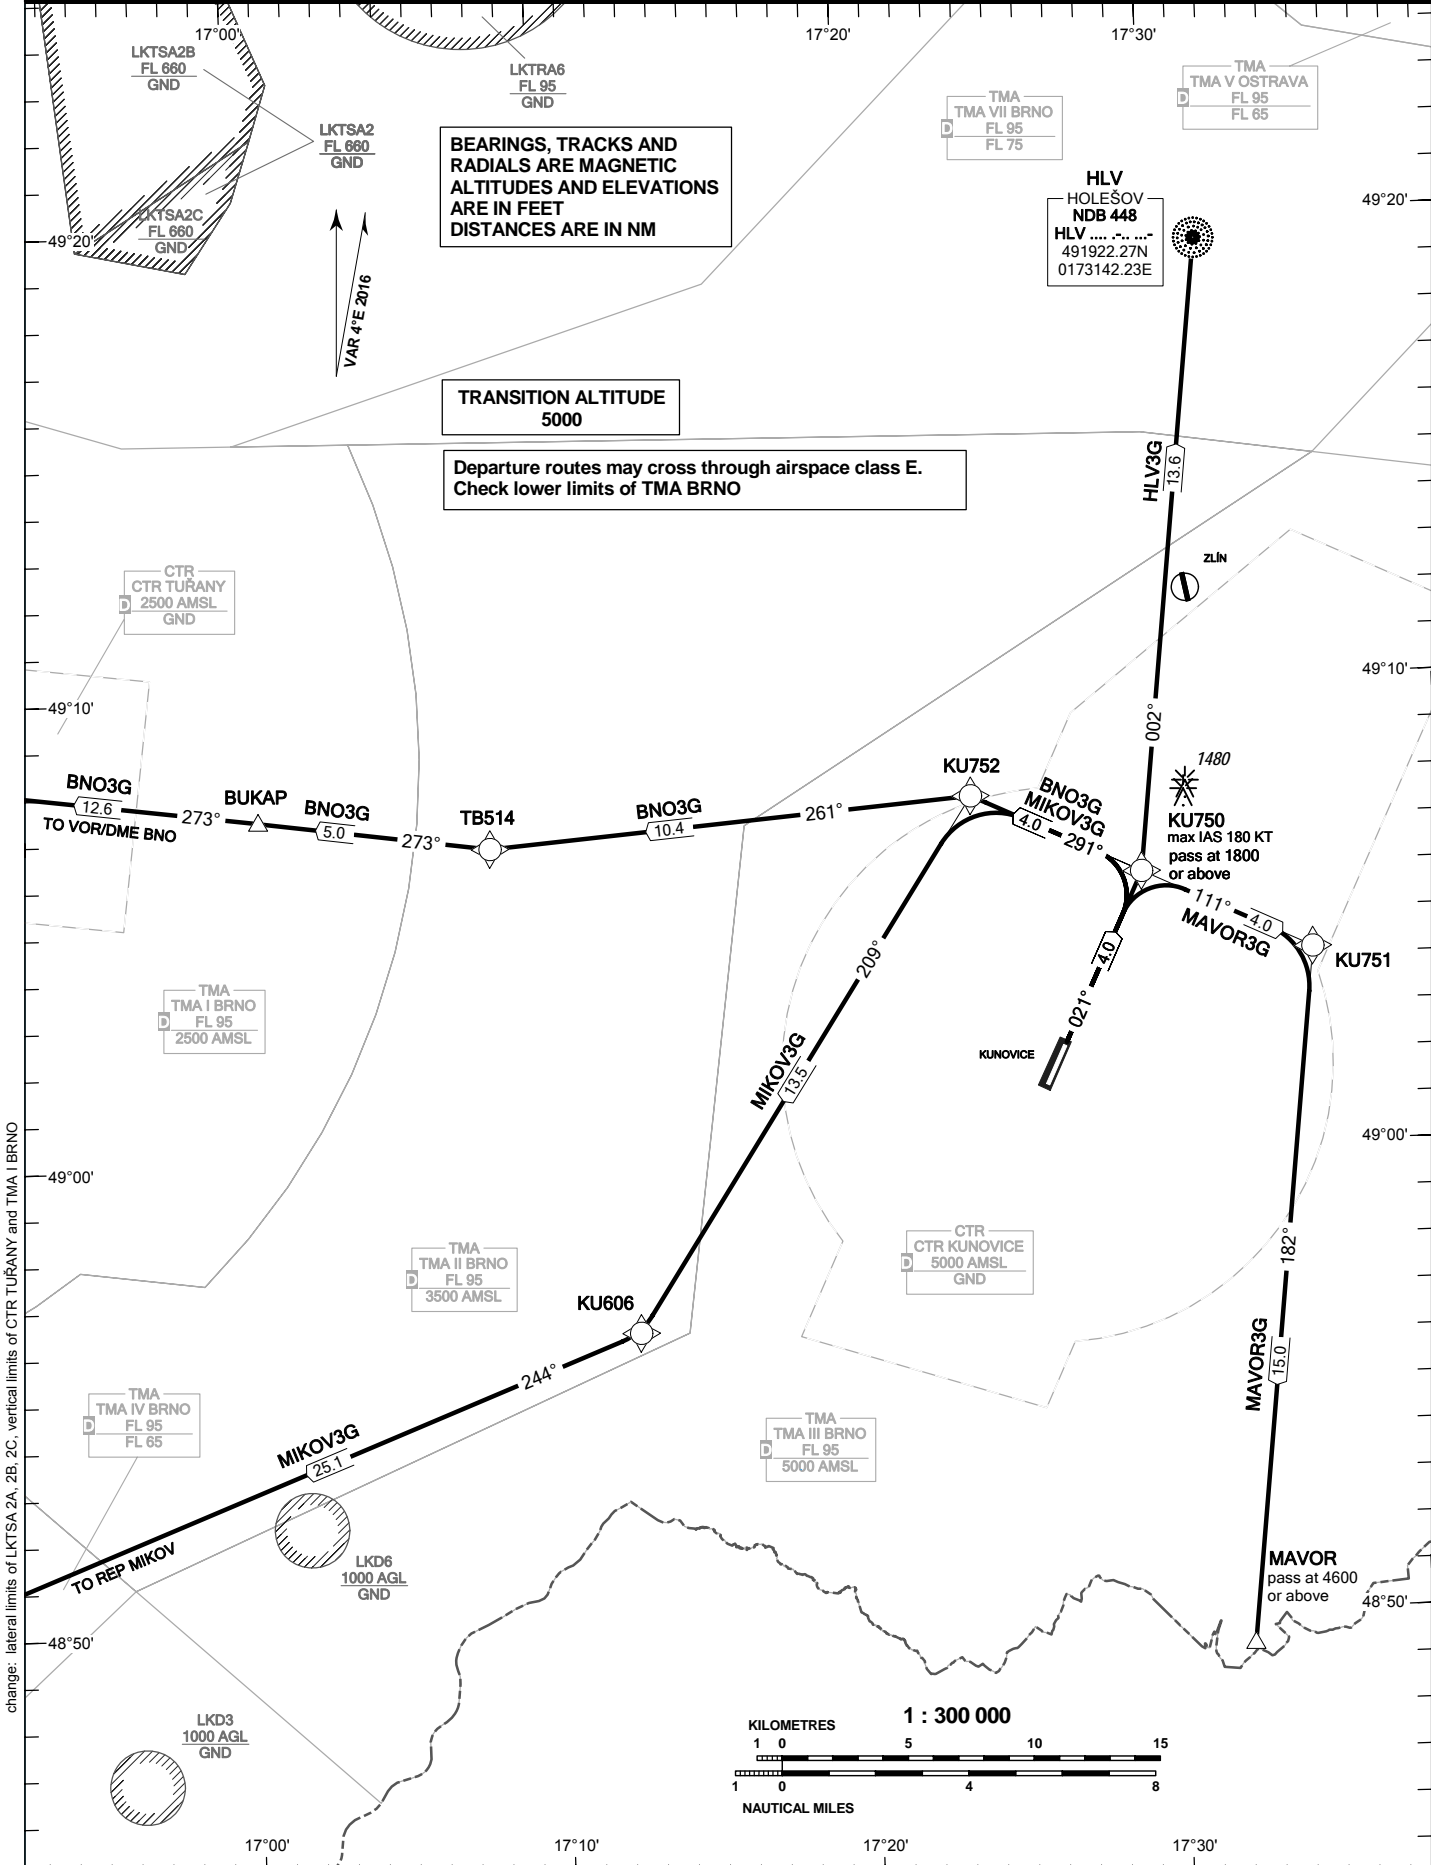 17°00'
17°20'
17°30'
LKTSA2B
FL 660
GND
LKTRA6
FL 95
GND
TMA
TMA V OSTRAVA
D
FL 95
FL 65
TMA
TMA VII BRNO
D
FL 95
FL 75
LKTSA2
FL 660
GND
BEARINGS, TRACKS AND
RADIALS ARE MAGNETIC
ALTITUDES AND ELEVATIONS
ARE IN FEET
DISTANCES ARE IN NM
HLV
HOLEŠOV
NDB 448
HLV .... .-.. ...-
491922.27N
0173142.23E
49°20'
LKTSA2C
FL 660
GND
49°20'
VAR 4°E 2016
TRANSITION ALTITUDE
5000
Departure routes may cross through airspace class E.
Check lower limits of TMA BRNO
HLV3G
13.6
ZLÍN
CTR
CTR TUŘANY
D
2500 AMSL
GND
49°10'
49°10'
002°
1480
KU752
BNO3G
12.6
TO VOR/DME BNO
273°
BUKAP
BNO3G
5.0
273°
TB514
BNO3G
10.4
261°
BNO3G
MIKOV3G
4.0
291°
KU750
max IAS 180 KT
pass at 1800
or above
111°
4.0
MAVOR3G
KU751
4.0
021°
209°
TMA
TMA I BRNO
D
FL 95
2500 AMSL
KUNOVICE
MIKOV3G
13.5
49°00'
49°00'
CTR
CTR KUNOVICE
D
5000 AMSL
GND
182°
TMA
TMA II BRNO
D
FL 95
3500 AMSL
KU606
244°
MAVOR3G
15.0
TMA
TMA IV BRNO
D
FL 95
FL 65
MIKOV3G
25.1
TMA
TMA III BRNO
D
FL 95
5000 AMSL
TO REP MIKOV
LKD6
1000 AGL
GND
MAVOR
pass at 4600
or above
48°50'
48°50'
LKD3
1000 AGL
GND
1 : 300 000
KILOMETRES
1 0 5 10 15
1 0 4 8
NAUTICAL MILES
17°00'
17°10'
17°20'
17°30'
change: lateral limits of LKTSA 2A, 2B, 2C, vertical limits of CTR TUŘANY and TMA I BRNO